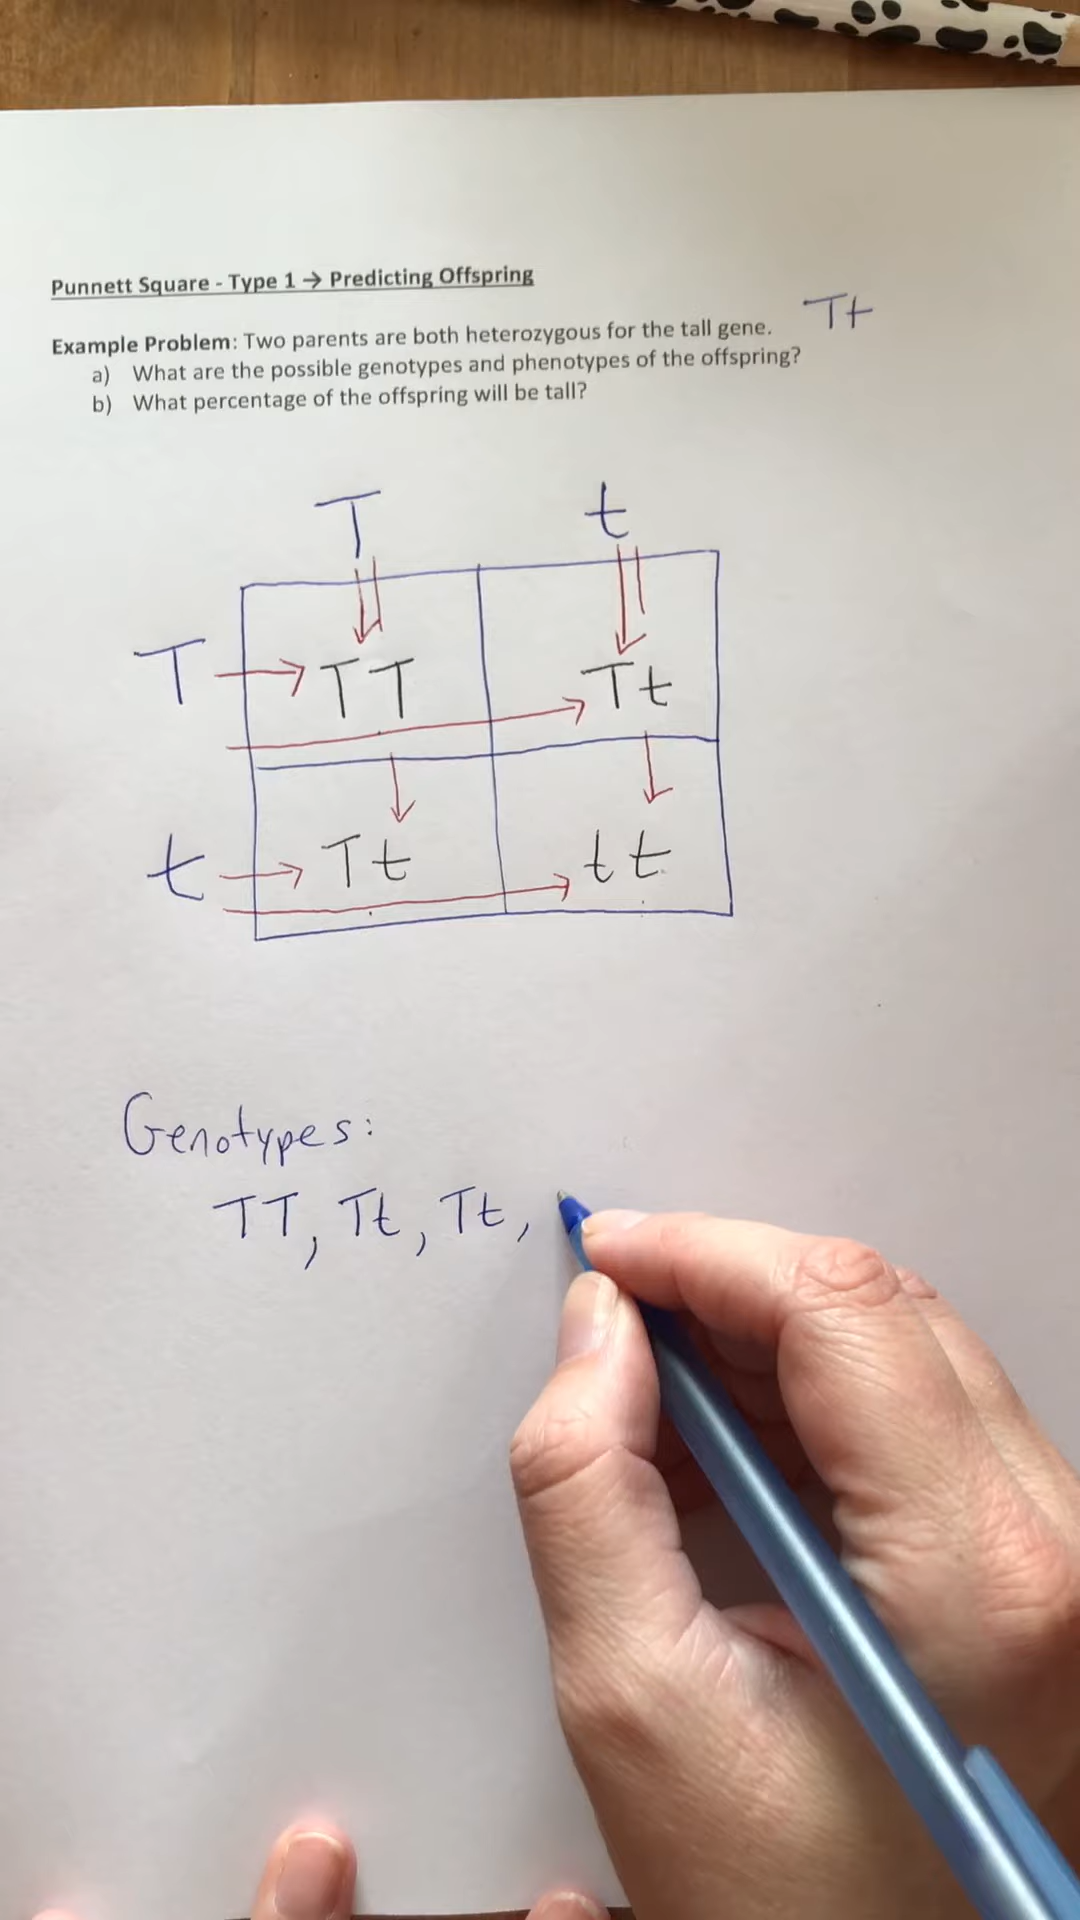 Punnett Square - Type 1 → Predicting Offspring
Tt
Example Problem: Two parents are both heterozygous for the tall gene.
a) What are the possible genotypes and phenotypes of the offspring?
b) What percentage of the offspring will be tall?
T t
T TT Tt
t Tt tt
Genotypes:
TT, Tt, Tt,